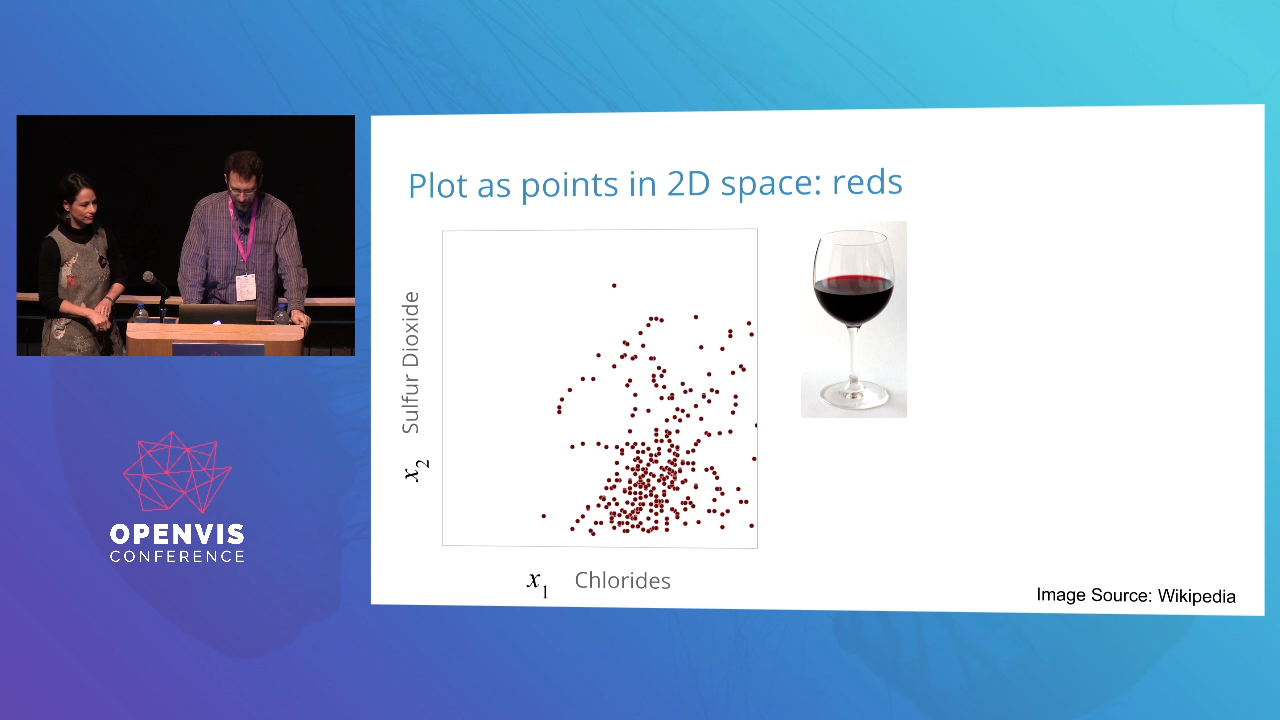 Plot as points in 2D space: reds
Sulfur Dioxide
x2
x1 Chlorides
Image Source: Wikipedia
OPENVIS
CONFERENCE